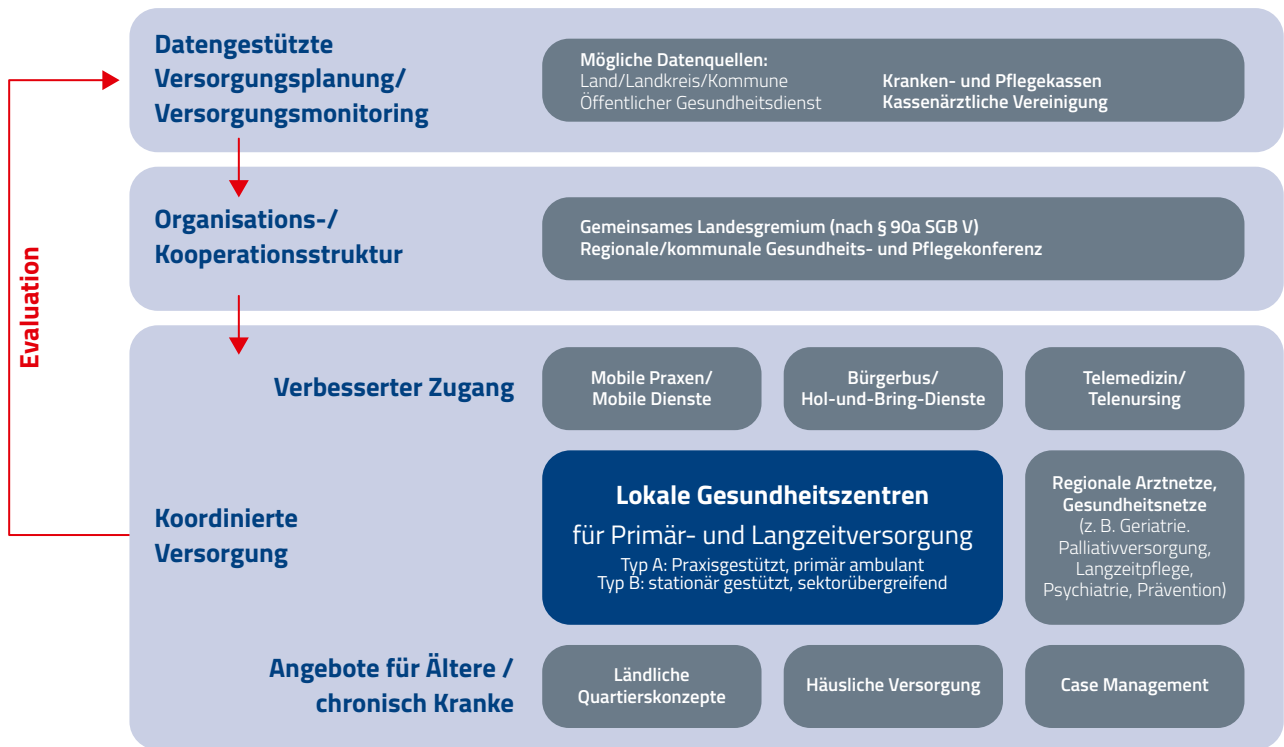 Datengestützte
Versorgungsplanung/
Versorgungsmonitoring
Mögliche Datenquellen:
Land/Landkreis/Kommune
Öffentlicher Gesundheitsdienst
Kranken- und Pflegekassen
Kassenärztliche Vereinigung
Organisations-/
Kooperationsstruktur
Gemeinsames Landesgremium (nach § 90a SGB V)
Regionale/kommunale Gesundheits- und Pflegekonferenz
Evaluation
Verbesserter Zugang
Mobile Praxen/
Mobile Dienste
Bürgerbus/
Hol-und-Bring-Dienste
Telemedizin/
Telenursing
Koordinierte
Versorgung
Lokale Gesundheitszentren
für Primär- und Langzeitversorgung
Typ A: Praxisgestützt, primär ambulant
Typ B: stationär gestützt, sektorübergreifend
Regionale Arztnetze,
Gesundheitsnetze
(z. B. Geriatrie.
Palliativversorgung,
Langzeitpflege,
Psychiatrie, Prävention)
Angebote für Ältere /
chronisch Kranke
Ländliche
Quartierskonzepte
Häusliche Versorgung
Case Management